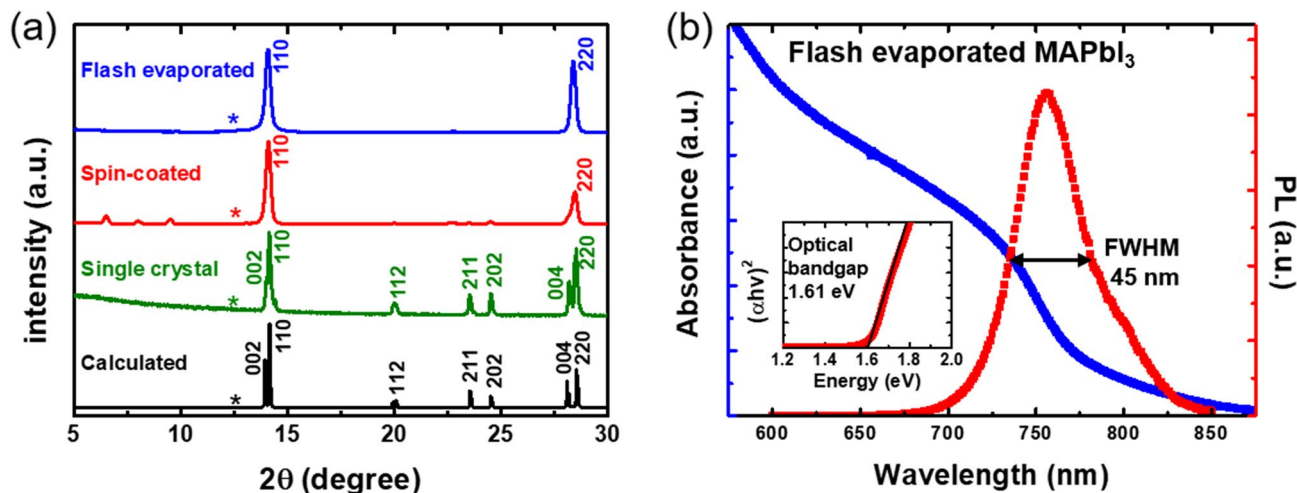 (a)
intensity (a.u.)
Flash evaporated
*
110
220
Spin-coated
*
110
220
Single crystal
*
002
110
112
211
202
004
220
Calculated
*
002
110
112
211
202
004
220
5 10 15 20 25 30
2θ (degree)
(b)
Flash evaporated MAPbI₃
Absorbance (a.u.)
PL (a.u.)
FWHM
45 nm
Optical
bandgap
1.61 eV
(αhν)²
1.2 1.4 1.6 1.8 2.0
Energy (eV)
600 650 700 750 800 850
Wavelength (nm)